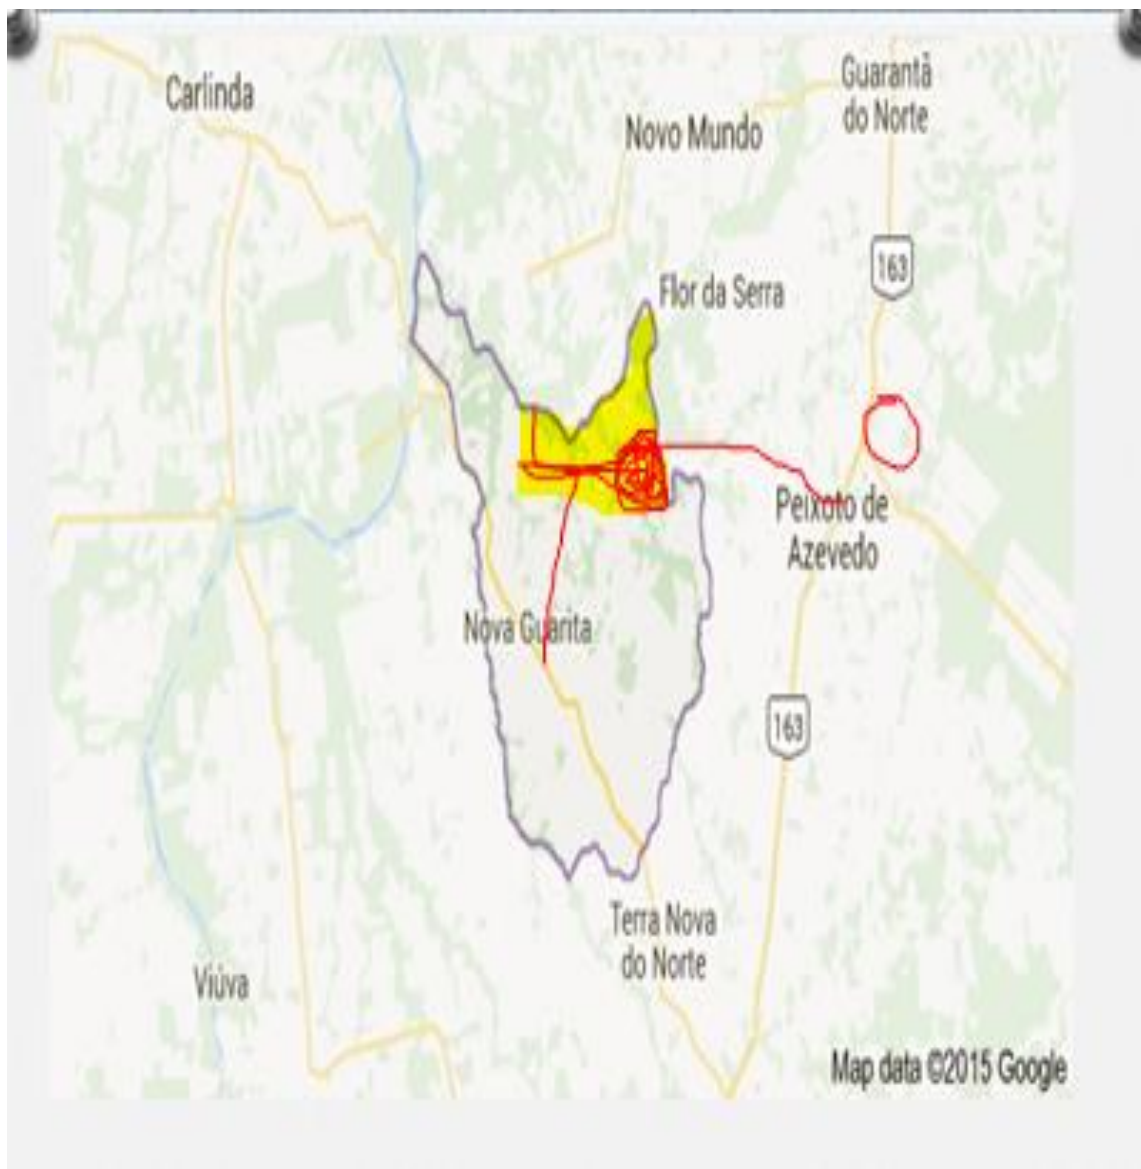 Carlinda
Guarantã
do Norte
Novo Mundo
163
Flor da Serra
Peixoto de
Azevedo
Nova Guarita
163
Terra Nova
do Norte
Viúva
Map data ©2015 Google